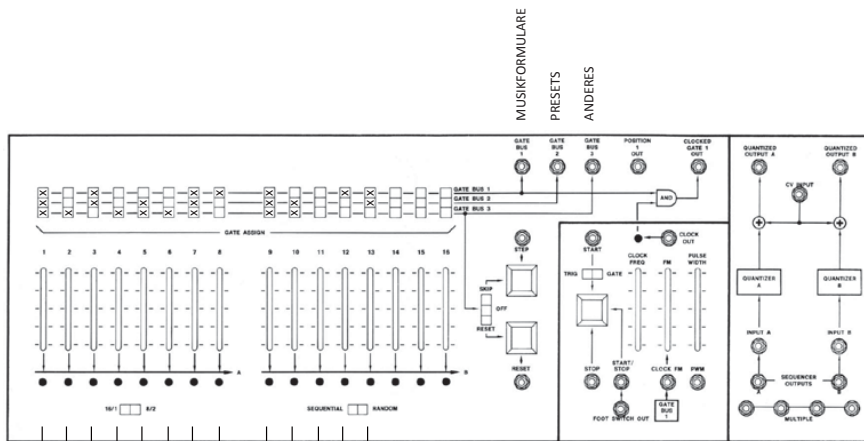 MUSIKFORMULARE
PRESETS
ANDERES
GATE BUS 1
GATE BUS 2
GATE BUS 3
POSITION 1 OUT
CLOCKED GATE 1 OUT
QUANTIZED OUTPUT A
QUANTIZED OUTPUT B
CV INPUT
X X X X X X X X
GATE BUS 1
GATE BUS 2
GATE BUS 3
AND
GATE ASSIGN
1 2 3 4 5 6 7 8 9 10 11 12 13 14 15 16
STEP
START
CLOCK OUT
TRIG GATE
CLOCK FREQ
FM
PULSE WIDTH
SKIP
OFF
RESET
QUANTIZER A
QUANTIZER B
INPUT A
INPUT B
A
B
RESET
STOP
START/ STOP
CLOCK FM
PWM
SEQUENCER OUTPUTS
A
B
16/1 8/2
SEQUENTIAL RANDOM
FOOT SWITCH OUT
GATE BUS 1
MULTIPLE